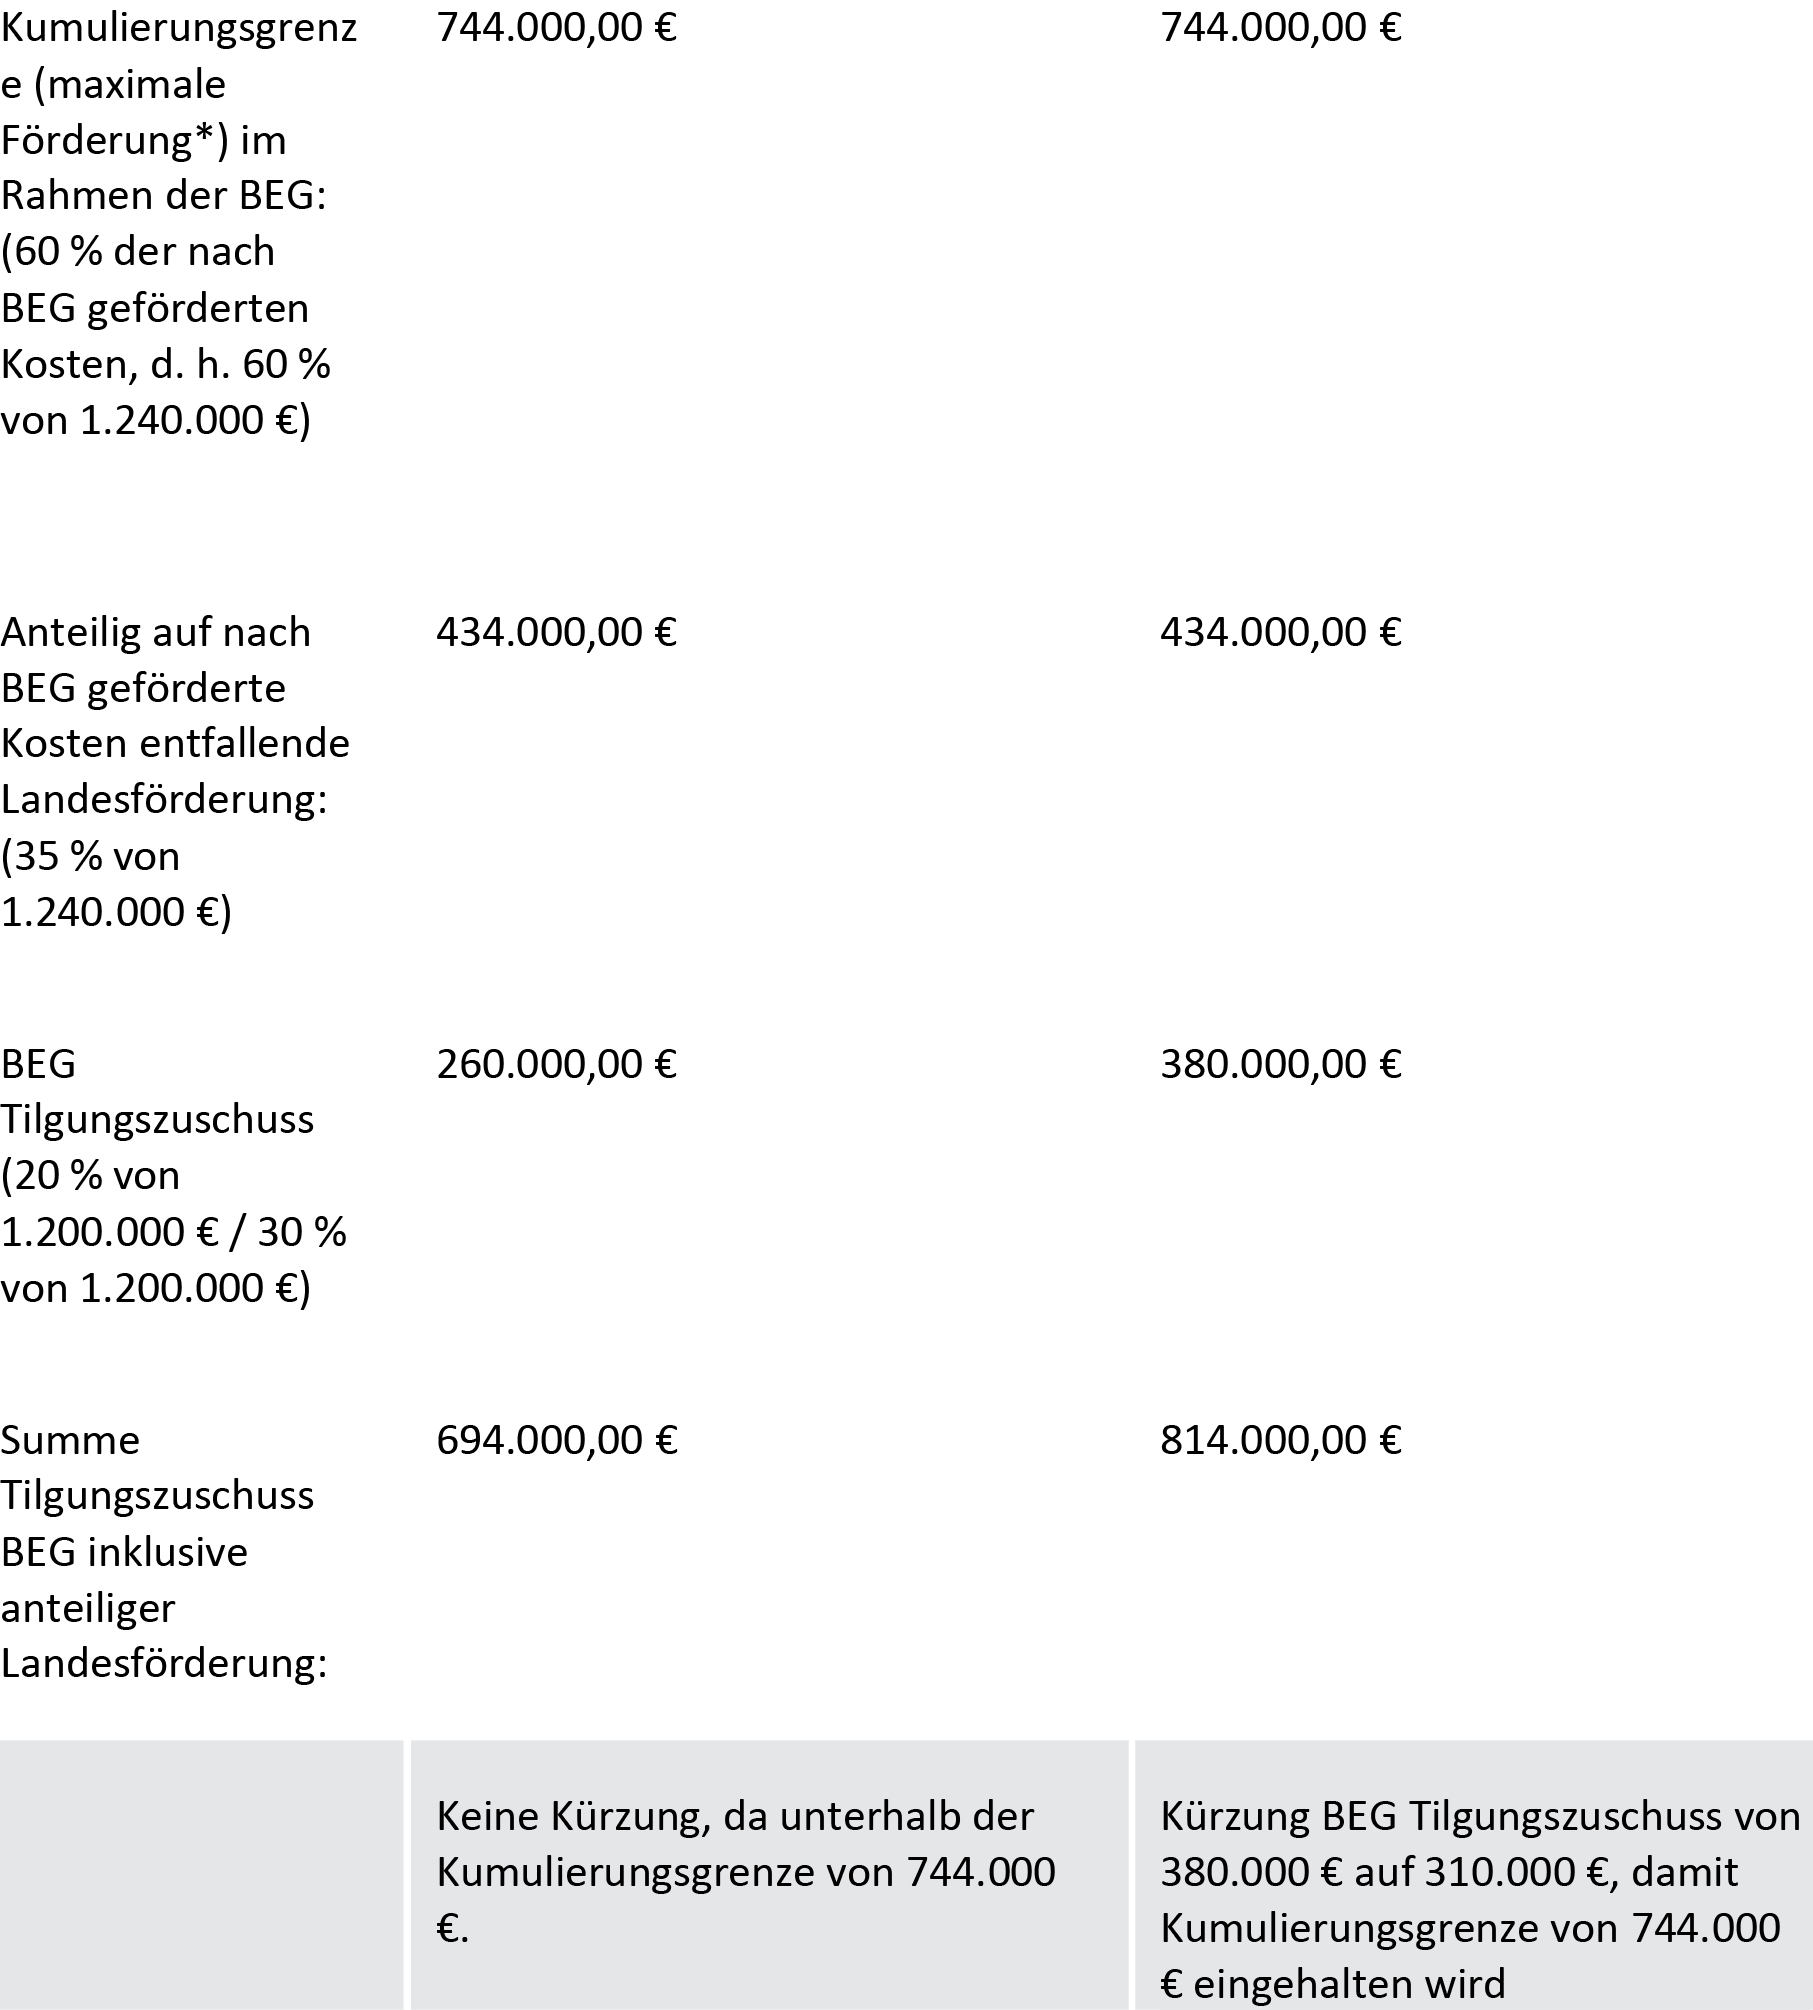 Kumulierungsgrenz 744.000,00 € 744.000,00 €
e (maximale
Förderung*) im
Rahmen der BEG:
(60 % der nach
BEG geförderten
Kosten, d. h. 60 %
von 1.240.000 €)
Anteilig auf nach 434.000,00 € 434.000,00 €
BEG geförderte
Kosten entfallende
Landesförderung:
(35 % von
1.240.000 €)
BEG 260.000,00 € 380.000,00 €
Tilgungszuschuss
(20 % von
1.200.000 € / 30 %
von 1.200.000 €)
Summe 694.000,00 € 814.000,00 €
Tilgungszuschuss
BEG inklusive
anteiliger
Landesförderung:
Keine Kürzung, da unterhalb der
Kumulierungsgrenze von 744.000
€.
Kürzung BEG Tilgungszuschuss von
380.000 € auf 310.000 €, damit
Kumulierungsgrenze von 744.000
€ eingehalten wird